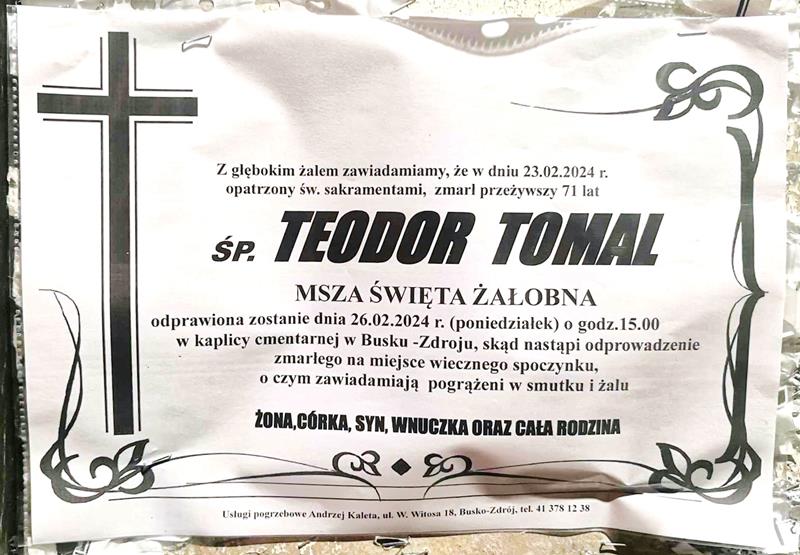 Z głębokim żalem zawiadamiamy, że w dniu 23.02.2024 r.
opatrzony św. sakramentami, zmarł przeżywszy 71 lat
ŚP. TEODOR TOMAL
MSZA ŚWIĘTA ŻAŁOBNA
odprawiona zostanie dnia 26.02.2024 r. (poniedziałek) o godz.15.00
w kaplicy cmentarnej w Busku -Zdroju, skąd nastąpi odprowadzenie
zmarłego na miejsce wiecznego spoczynku,
o czym zawiadamiają pogrążeni w smutku i żalu
ŻONA,CÓRKA, SYN, WNUCZKA ORAZ CAŁA RODZINA
Usługi pogrzebowe Andrzej Kaleta, ul. W. Witosa 18, Busko-Zdrój, tel. 41 378 12 38